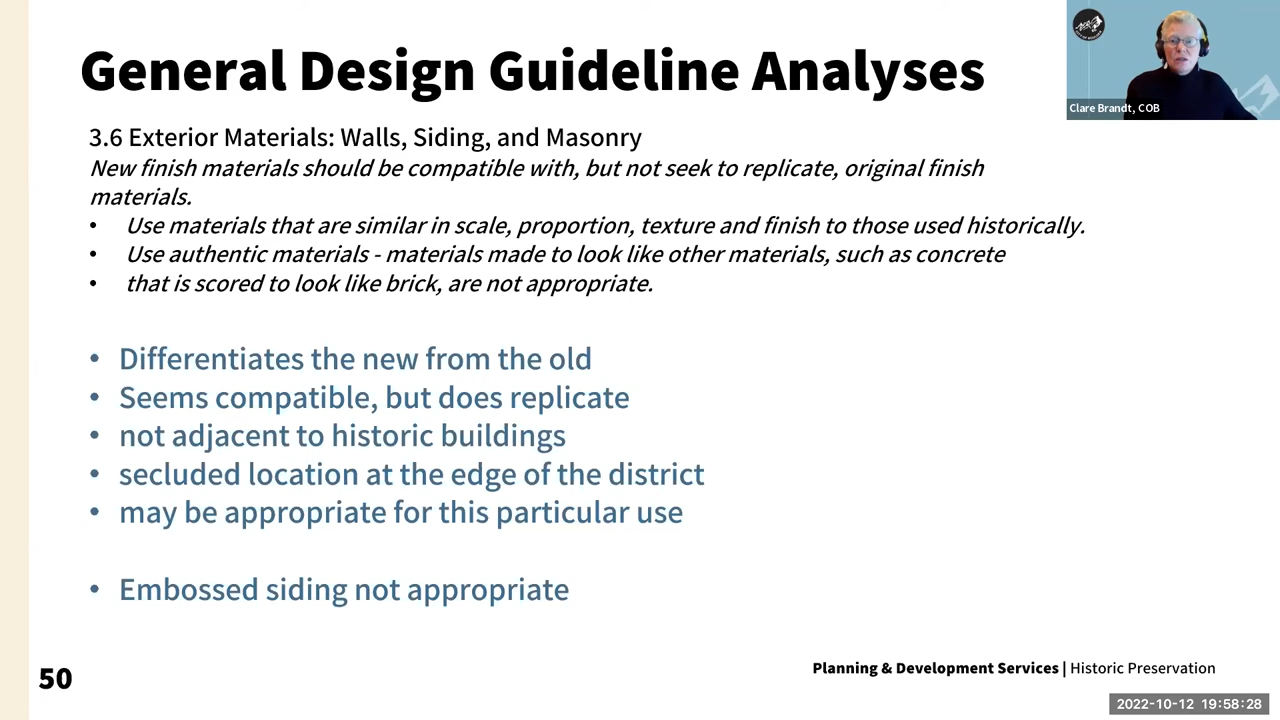 General Design Guideline Analyses
Clare Brandt, COB
3.6 Exterior Materials: Walls, Siding, and Masonry
New finish materials should be compatible with, but not seek to replicate, original finish
materials.
• Use materials that are similar in scale, proportion, texture and finish to those used historically.
• Use authentic materials - materials made to look like other materials, such as concrete
• that is scored to look like brick, are not appropriate.
• Differentiates the new from the old
• Seems compatible, but does replicate
• not adjacent to historic buildings
• secluded location at the edge of the district
• may be appropriate for this particular use
• Embossed siding not appropriate
50
Planning & Development Services | Historic Preservation
2022-10-12 19:58:28